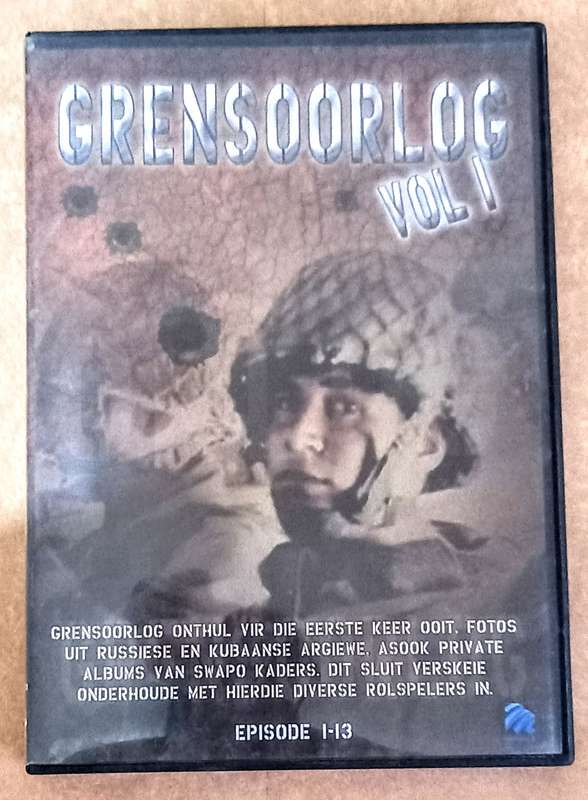 GRENSOORLOG
VOL 1
GRENSOORLOG ONTHUL VIR DIE EERSTE KEER OOIT, FOTOS
UIT RUSSIESE EN KUBAANSE ARGIEWE, ASOOK PRIVATE
ALBUMS VAN SWAPO KADERS. DIT SLUIT VERSKEIE
ONDERHOUDE MET HIERDIE DIVERSE ROLSPELERS IN.
EPISODE 1-13